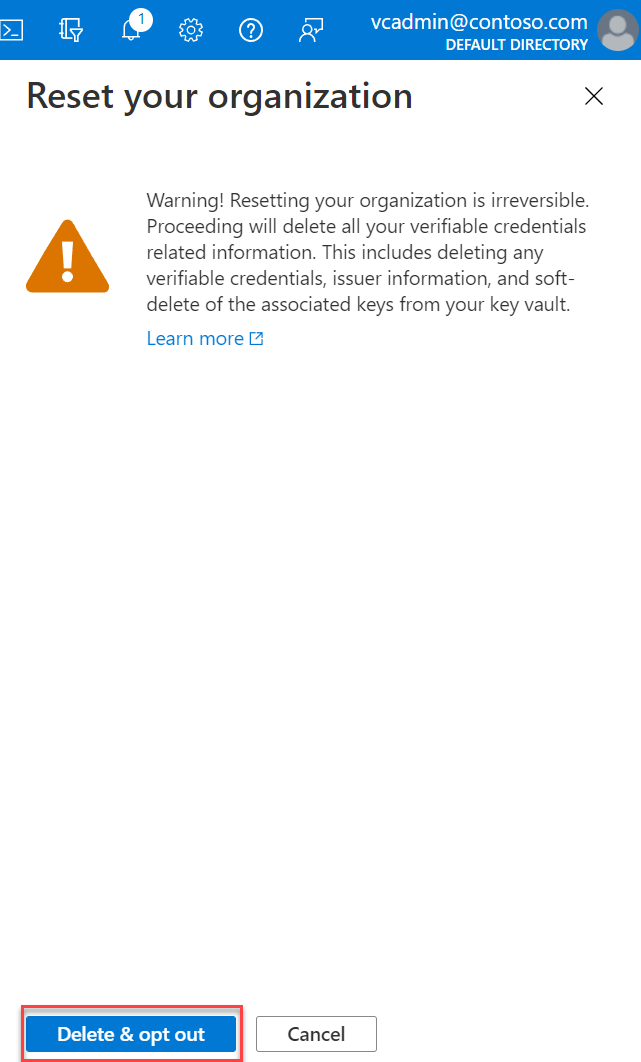 1
vcadmin@contoso.com
DEFAULT DIRECTORY
Reset your organization
Warning! Resetting your organization is irreversible.
Proceeding will delete all your verifiable credentials
related information. This includes deleting any
verifiable credentials, issuer information, and soft-
delete of the associated keys from your key vault.
Learn more
Delete & opt out
Cancel